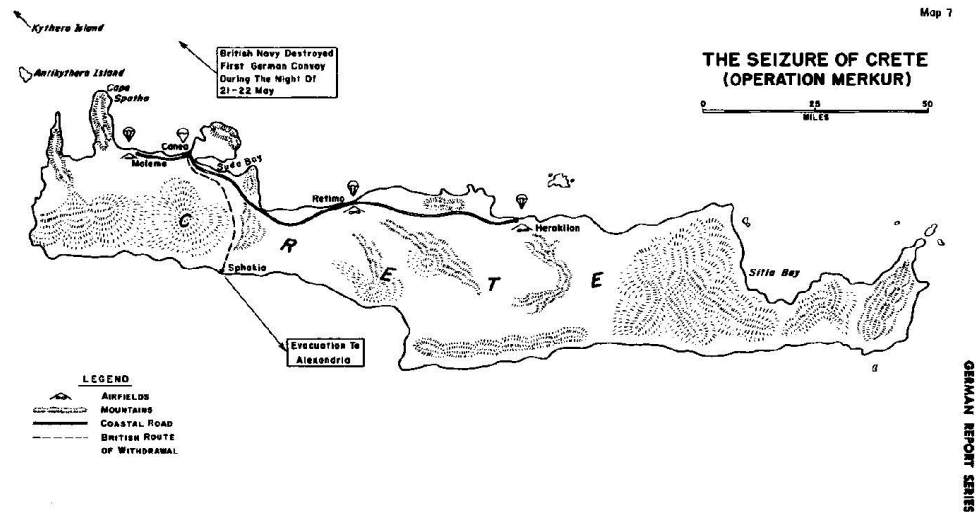 Map 7
Kythera Island
British Navy Destroyed
First German Convoy
During The Night Of
21-22 May
THE SEIZURE OF CRETE
(OPERATION MERKUR)
Antikythera Island
Cape
Spatha
0 25 50
MILES
Canea
Maleme
Suda Bay
Retimo
Heraklion
C R E T E
Sitia Bay
Sphakia
Evacuation To
Alexandria
LEGEND
AIRFIELDS
MOUNTAINS
COASTAL ROAD
BRITISH ROUTE
OF WITHDRAWAL
GERMAN REPORT SERIES